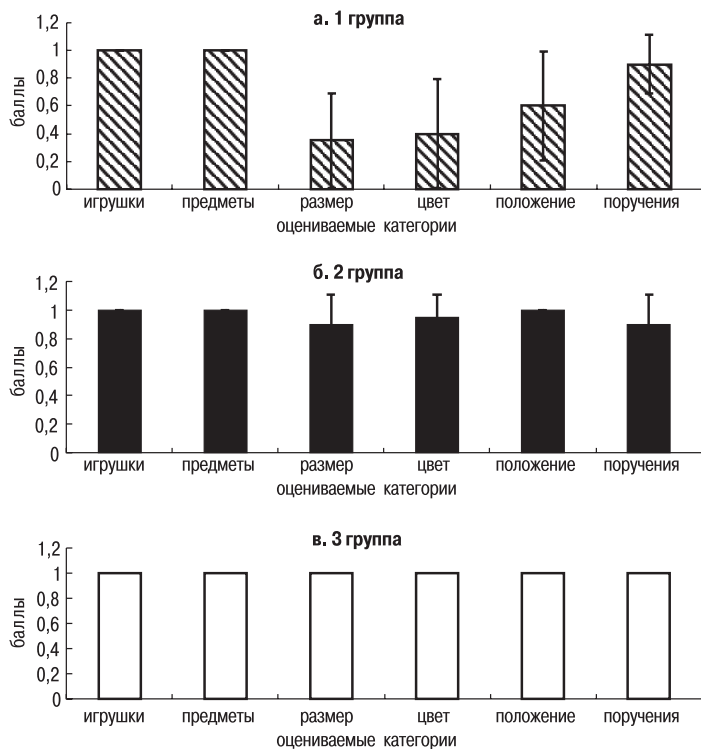 а. 1 группа
1,2
1
0,8
0,6
0,4
0,2
0
баллы
игрушки предметы размер цвет положение поручения
оцениваемые категории
б. 2 группа
1,2
1
0,8
0,6
0,4
0,2
0
баллы
игрушки предметы размер цвет положение поручения
оцениваемые категории
в. 3 группа
1,2
1
0,8
0,6
0,4
0,2
0
баллы
игрушки предметы размер цвет положение поручения
оцениваемые категории